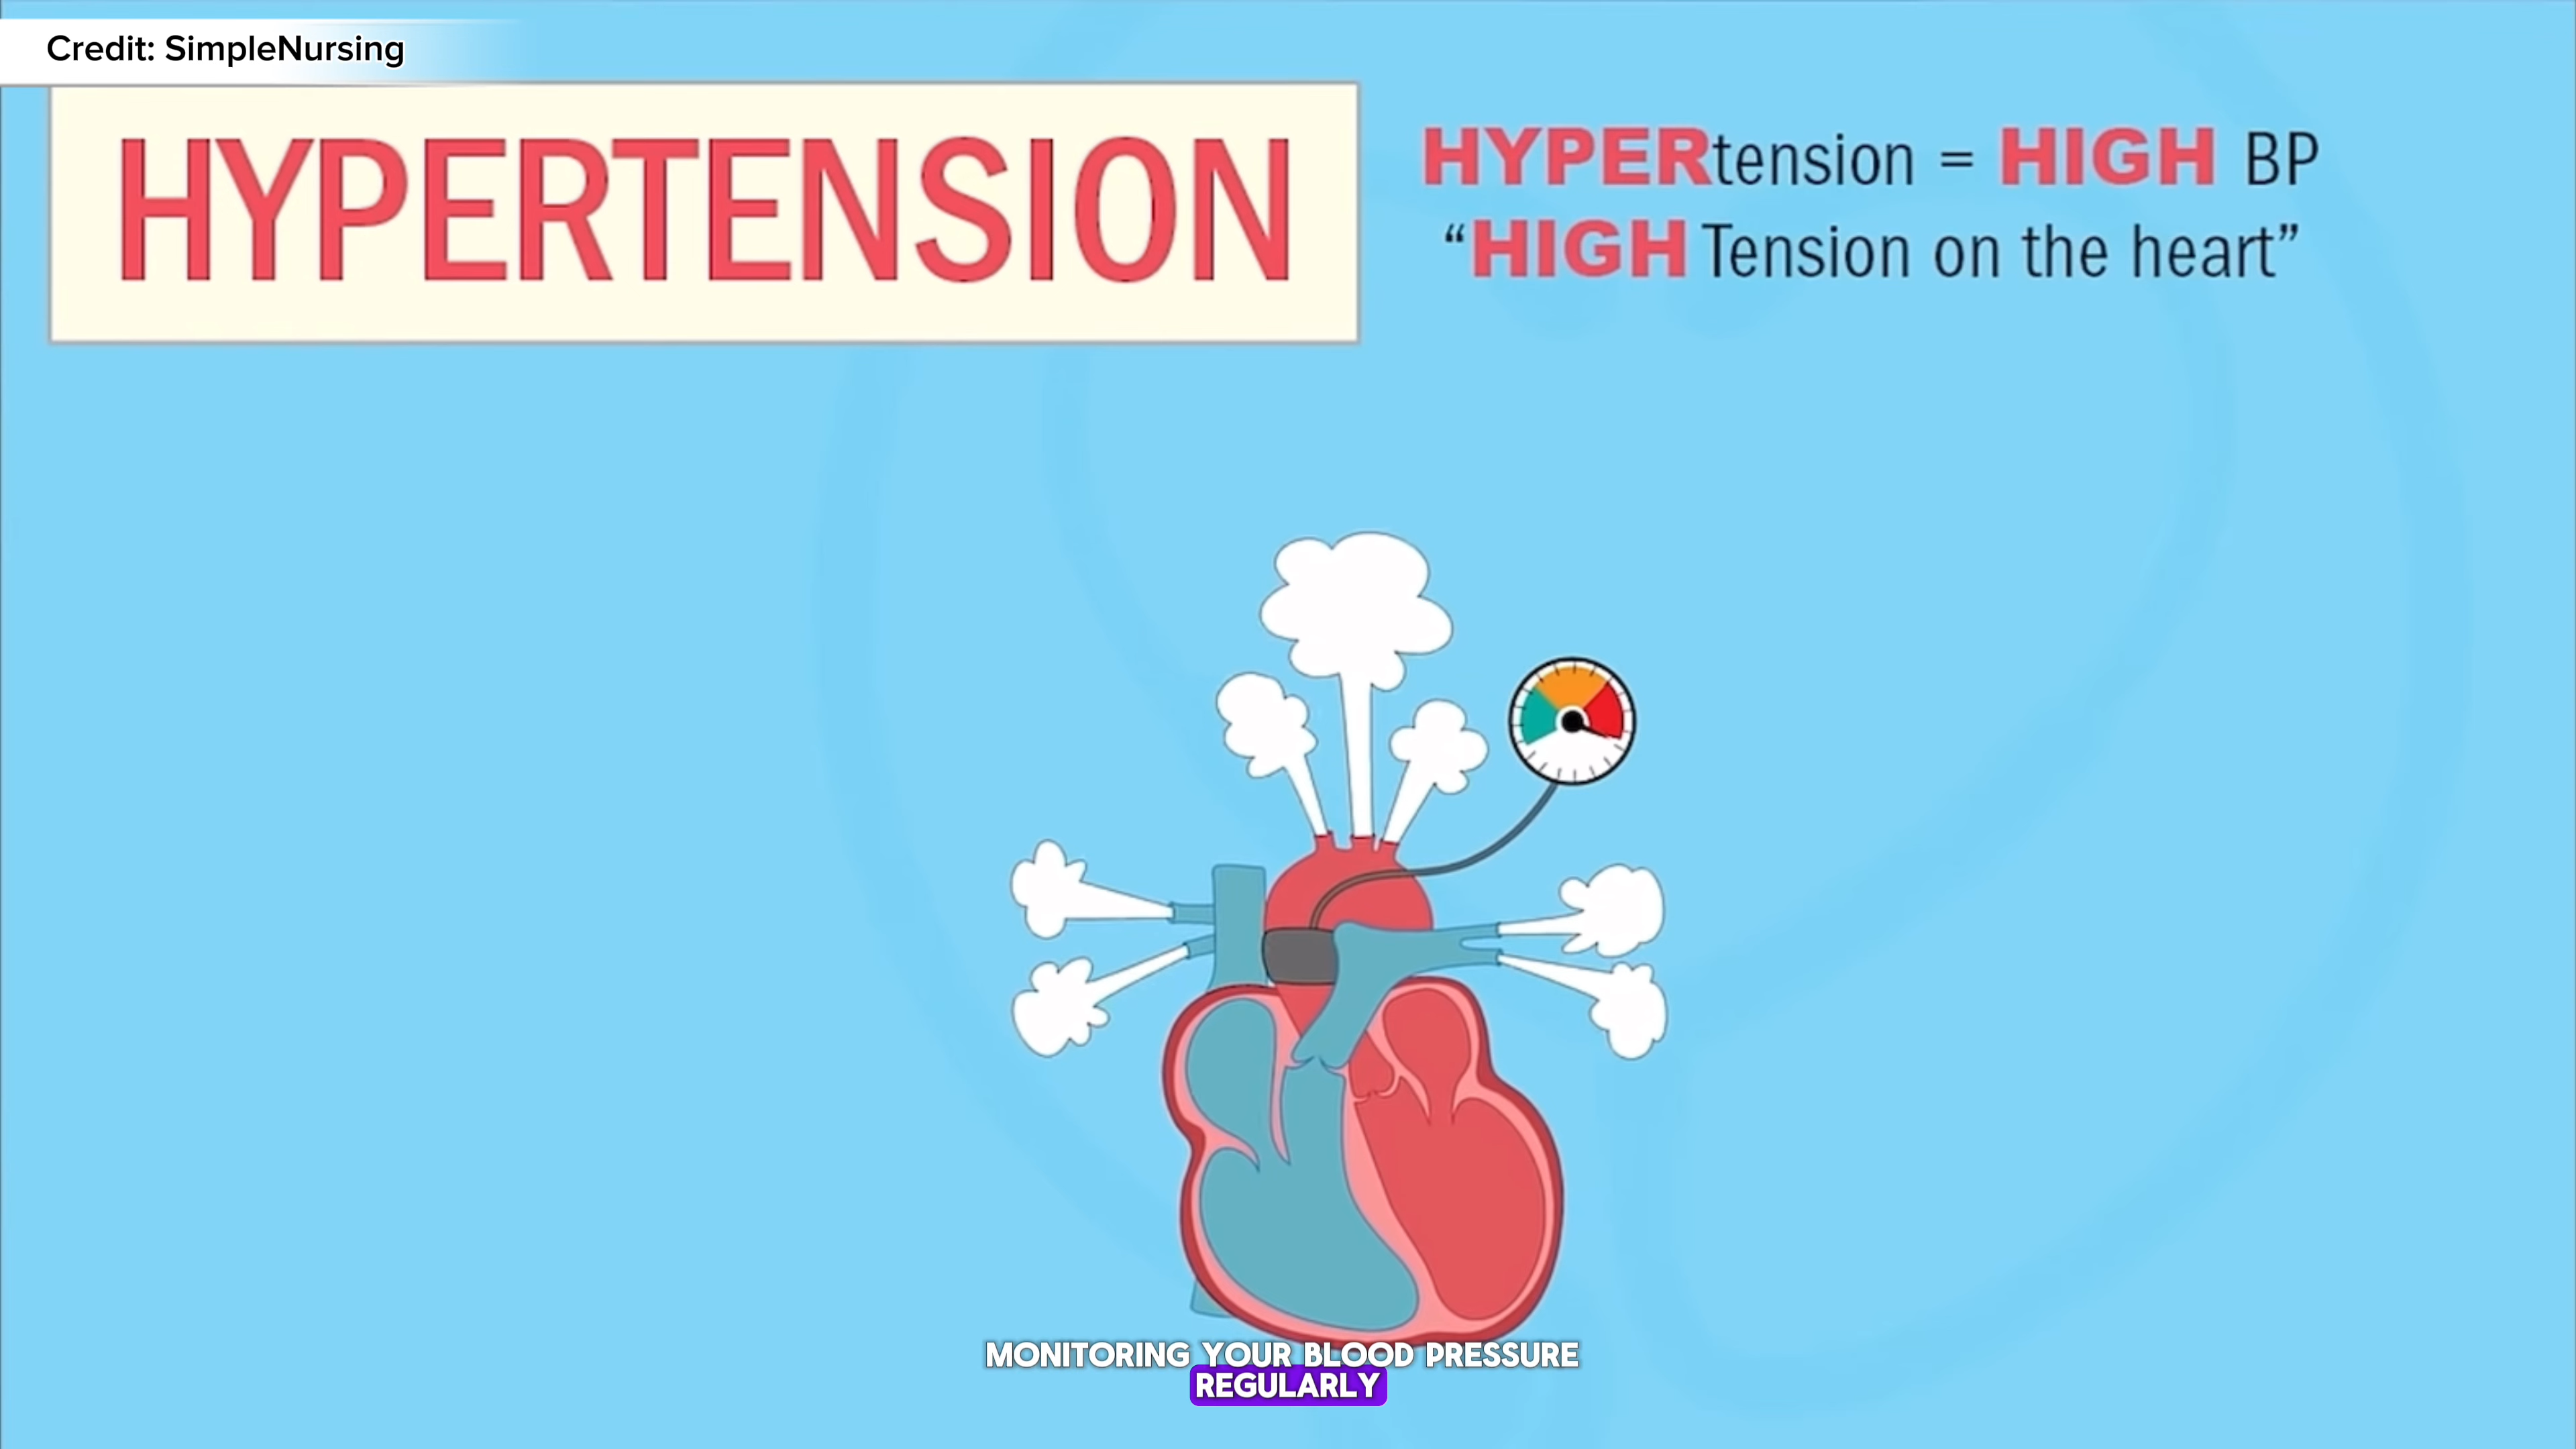 Credit: SimpleNursing
HYPERTENSION
HYPERtension = HIGH BP
“HIGH Tension on the heart”
MONITORING YOUR BLOOD PRESSURE
REGULARLY